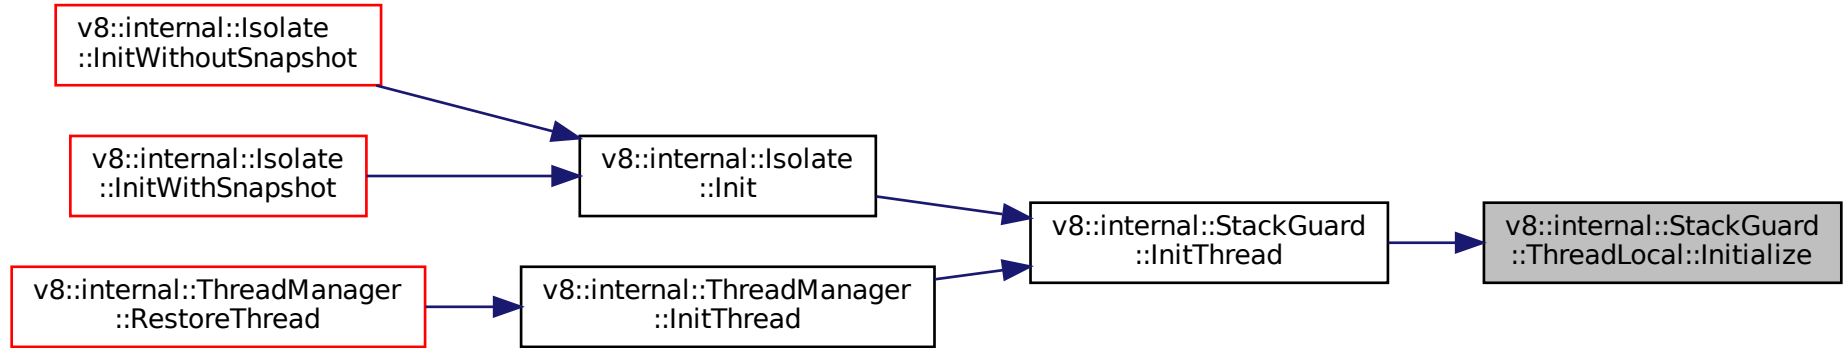 v8::internal::Isolate
::InitWithoutSnapshot
v8::internal::Isolate
::InitWithSnapshot
v8::internal::ThreadManager
::RestoreThread
v8::internal::Isolate
::Init
v8::internal::ThreadManager
::InitThread
v8::internal::StackGuard
::InitThread
v8::internal::StackGuard
::ThreadLocal::Initialize